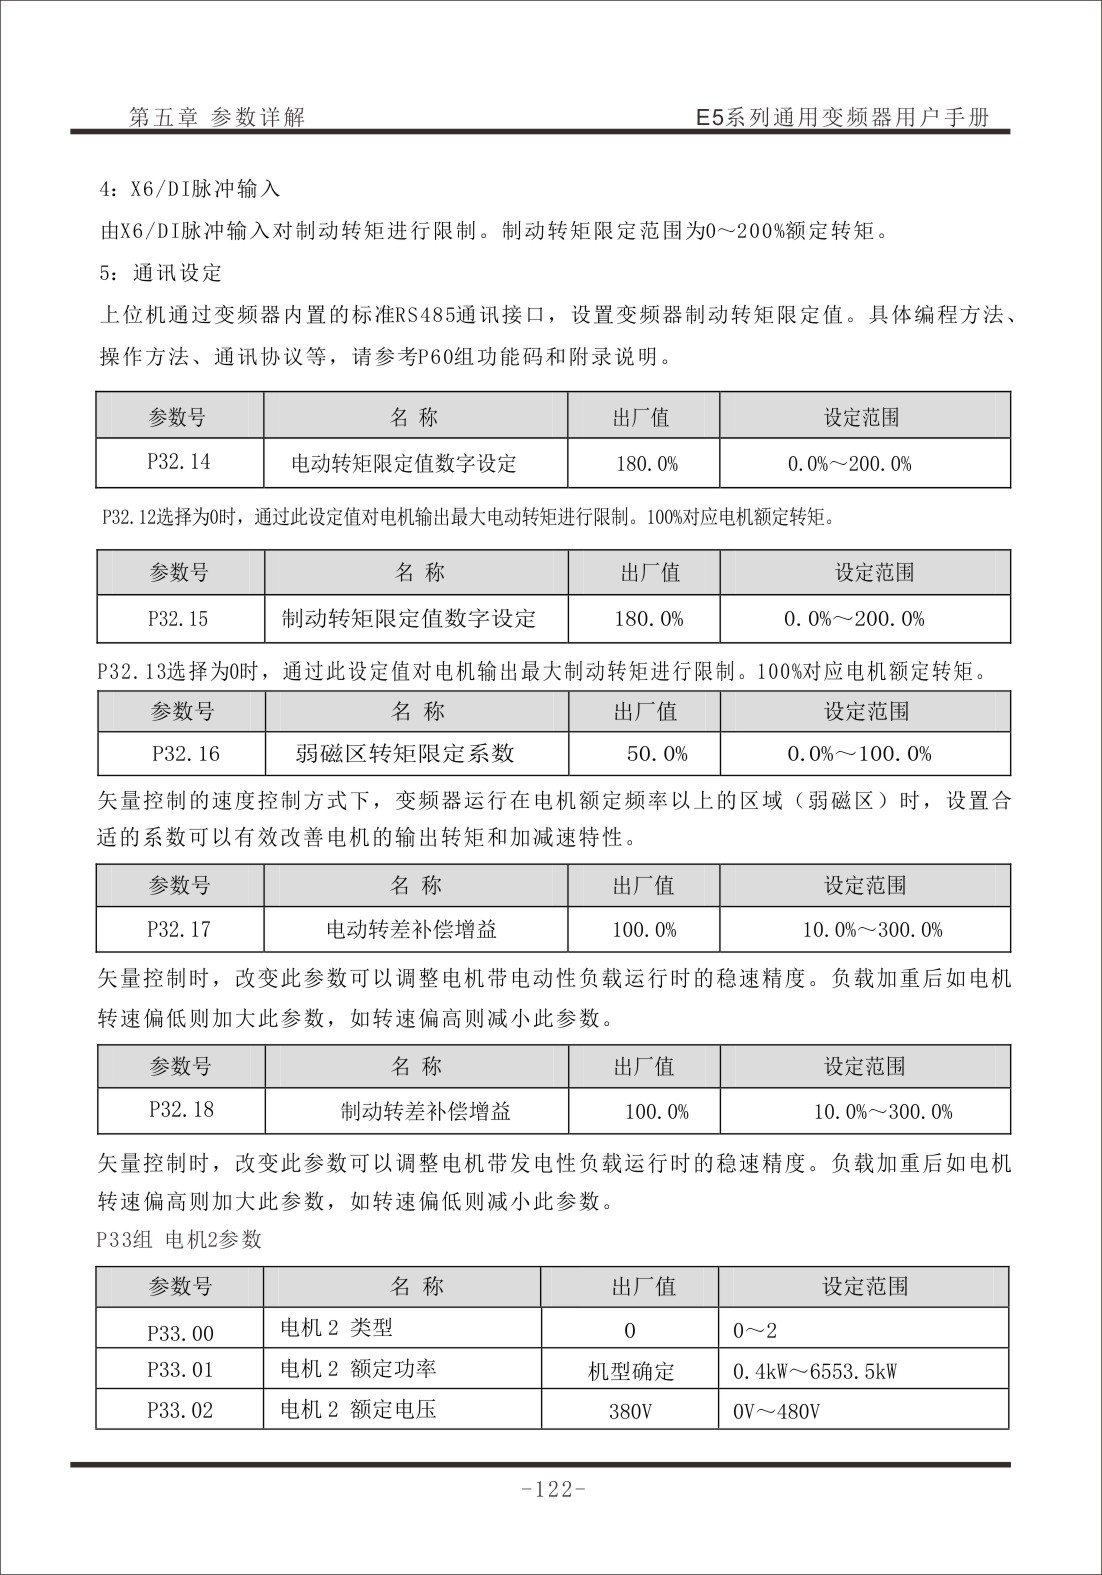 第五章 参数详解 E5系列通用变频器用户手册
4：X6/DI脉冲输入
由X6/DI脉冲输入对制动转矩进行限制。制动转矩限定范围为0～200%额定转矩。
5：通讯设定
上位机通过变频器内置的标准RS485通讯接口，设置变频器制动转矩限定值。具体编程方法、
操作方法、通讯协议等，请参考P60组功能码和附录说明。
参数号 名 称 出厂值 设定范围
P32.14 电动转矩限定值数字设定 180.0% 0.0%～200.0%
P32.12选择为0时，通过此设定值对电机输出最大电动转矩进行限制。100%对应电机额定转矩。
参数号 名 称 出厂值 设定范围
P32.15 制动转矩限定值数字设定 180.0% 0.0%～200.0%
P32.13选择为0时，通过此设定值对电机输出最大制动转矩进行限制。100%对应电机额定转矩。
参数号 名 称 出厂值 设定范围
P32.16 弱磁区转矩限定系数 50.0% 0.0%～100.0%
矢量控制的速度控制方式下，变频器运行在电机额定频率以上的区域（弱磁区）时，设置合
适的系数可以有效改善电机的输出转矩和加减速特性。
参数号 名 称 出厂值 设定范围
P32.17 电动转差补偿增益 100.0% 10.0%～300.0%
矢量控制时，改变此参数可以调整电机带电动性负载运行时的稳速精度。负载加重后如电机
转速偏低则加大此参数，如转速偏高则减小此参数。
参数号 名 称 出厂值 设定范围
P32.18 制动转差补偿增益 100.0% 10.0%～300.0%
矢量控制时，改变此参数可以调整电机带发电性负载运行时的稳速精度。负载加重后如电机
转速偏高则加大此参数，如转速偏低则减小此参数。
P33组 电机2参数
参数号 名 称 出厂值 设定范围
P33.00 电机 2 类型 0 0～2
P33.01 电机 2 额定功率 机型确定 0.4kW～6553.5kW
P33.02 电机 2 额定电压 380V 0V～480V
-122-